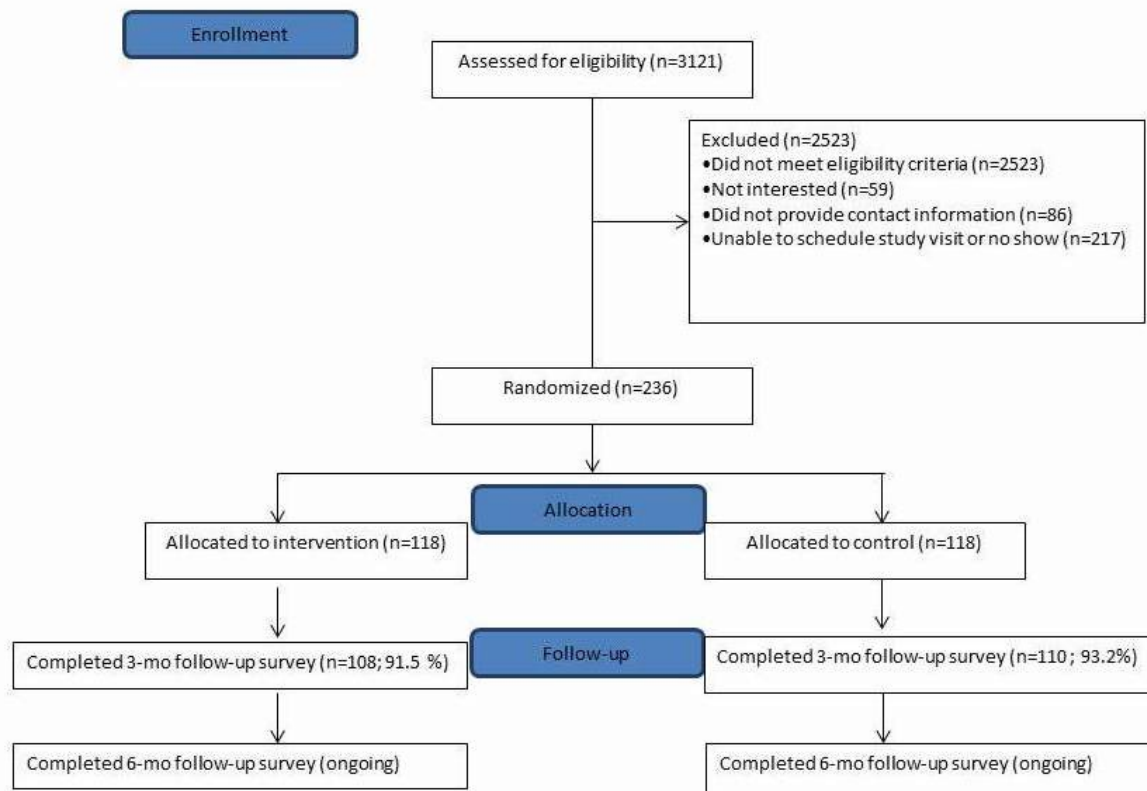 Enrollment
Assessed for eligibility (n=3121)
Excluded (n=2523)
•Did not meet eligibility criteria (n=2523)
•Not interested (n=59)
•Did not provide contact information (n=86)
•Unable to schedule study visit or no show (n=217)
Randomized (n=236)
Allocation
Allocated to intervention (n=118)
Allocated to control (n=118)
Follow-up
Completed 3-mo follow-up survey (n=108; 91.5 %)
Completed 3-mo follow-up survey (n=110 ; 93.2%)
Completed 6-mo follow-up survey (ongoing)
Completed 6-mo follow-up survey (ongoing)